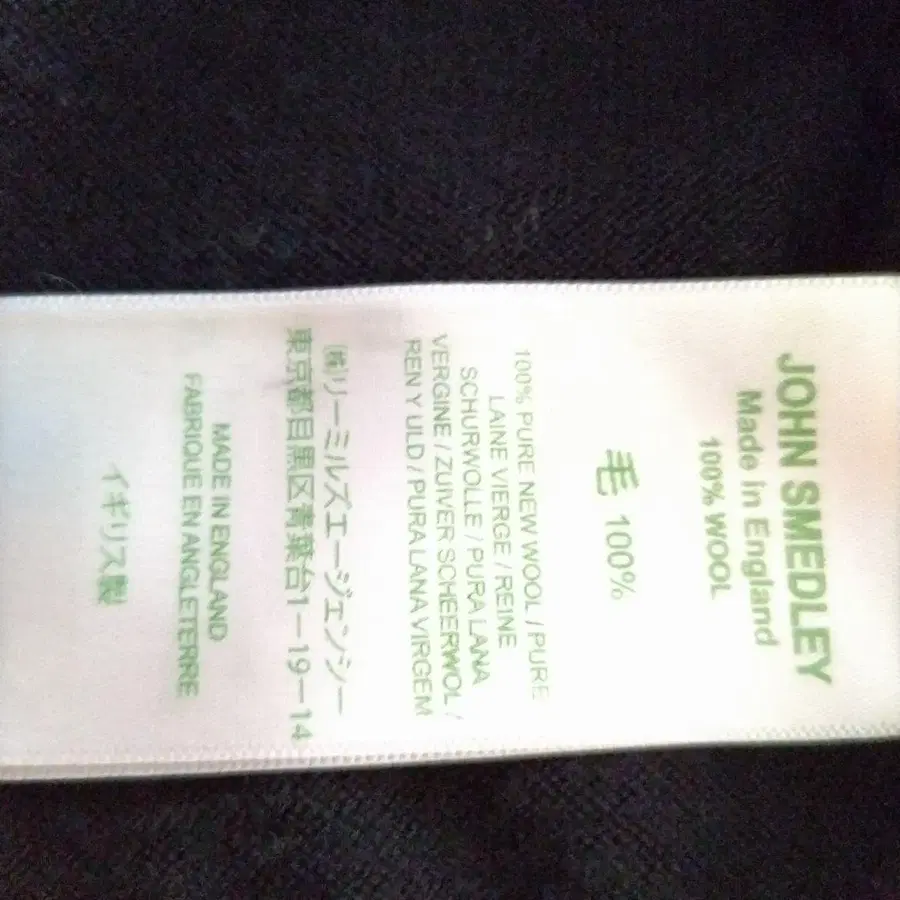 JOHN SMEDLEY
Made in England
100% WOOL
毛 100%
100% PURE NEW WOOL / PURE
LAINE VIERGE / REINE
SCHURWOLLE / PURA LANA
VERGINE / ZUIVER SCHEERWOL /
REN Y ULD / PURA LANA VIRGEM
㈱リーミルズエージェンシー
東京都目黒区青葉台1－19－14
MADE IN ENGLAND
FABRIQUE EN ANGLETERRE
イギリス製